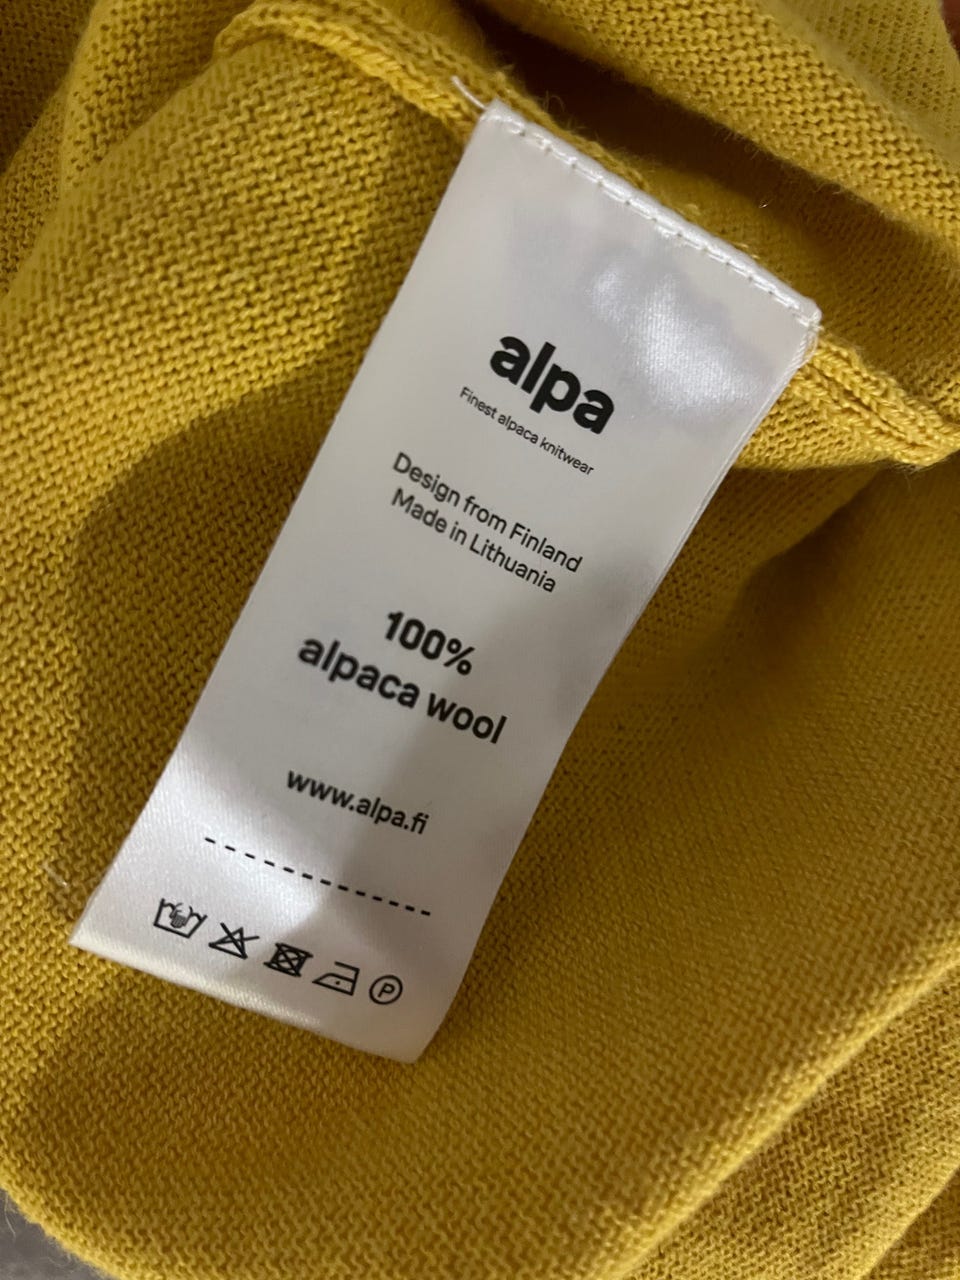 alpa
Finest alpaca knitwear
Design from Finland
Made in Lithuania
100%
alpaca wool
www.alpa.fi
P